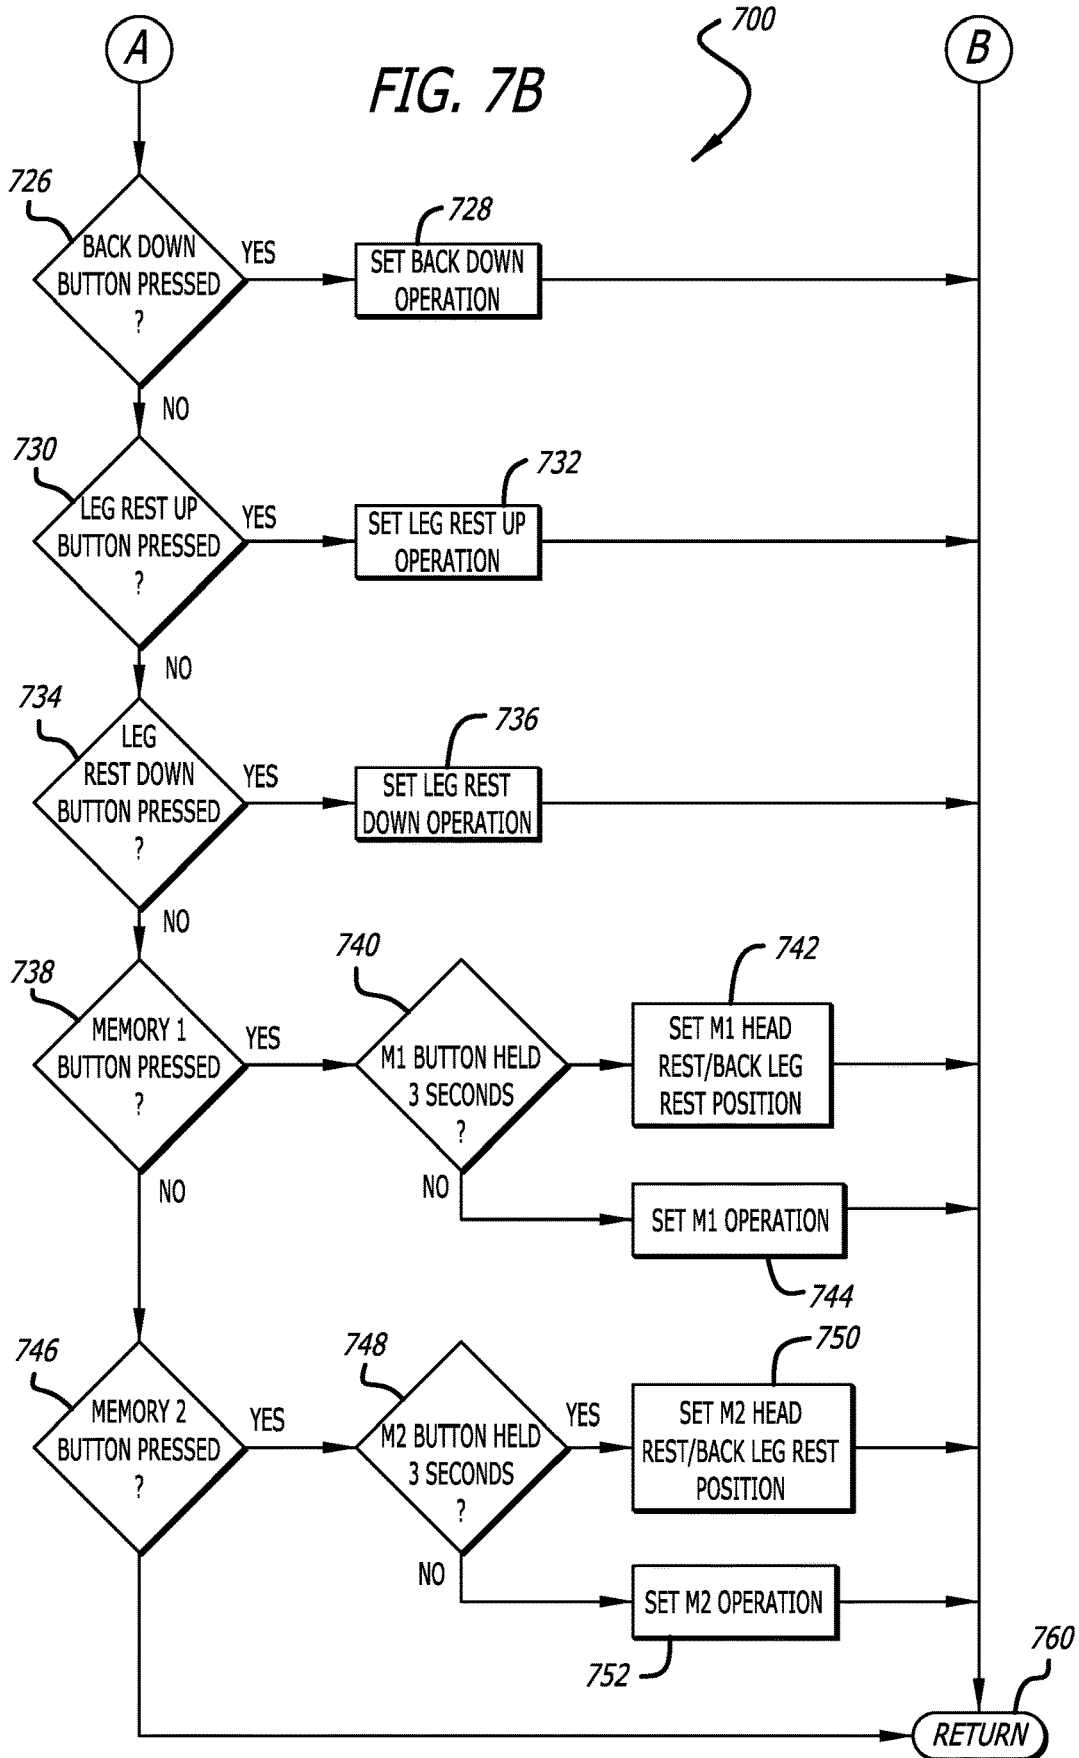 A
FIG. 7B
700
B
726
BACK DOWN
BUTTON PRESSED
?
YES
728
SET BACK DOWN
OPERATION
NO
730
LEG REST UP
BUTTON PRESSED
?
YES
732
SET LEG REST UP
OPERATION
NO
734
LEG
REST DOWN
BUTTON PRESSED
?
YES
736
SET LEG REST
DOWN OPERATION
NO
738
MEMORY 1
BUTTON PRESSED
?
YES
740
M1 BUTTON HELD
3 SECONDS
?
742
SET M1 HEAD
REST/BACK LEG
REST POSITION
NO
NO
SET M1 OPERATION
744
746
MEMORY 2
BUTTON PRESSED
?
YES
748
M2 BUTTON HELD
3 SECONDS
?
YES
750
SET M2 HEAD
REST/BACK LEG REST
POSITION
NO
SET M2 OPERATION
752
760
RETURN